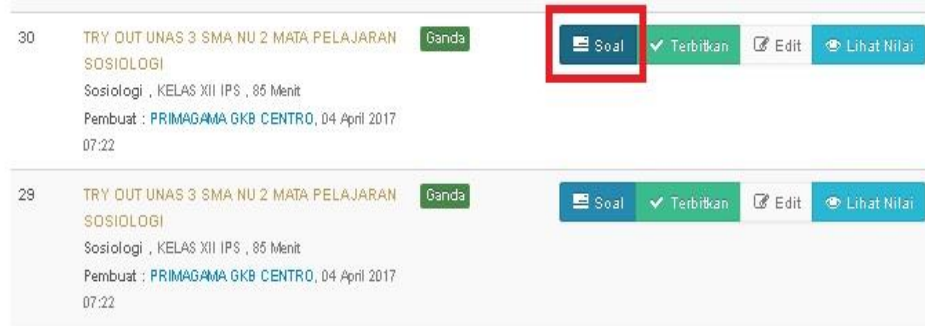 30 TRY OUT UNAS 3 SMA NU 2 MATA PELAJARAN Ganda Soal Terbitkan Edit Lihat Nilai
SOSIOLOGI
Sosiologi , KELAS XII IPS , 85 Menit
Pembuat : PRIMAGAMA GKB CENTRO, 04 April 2017
07:22
29 TRY OUT UNAS 3 SMA NU 2 MATA PELAJARAN Ganda Soal Terbitkan Edit Lihat Nilai
SOSIOLOGI
Sosiologi , KELAS XII IPS , 85 Menit
Pembuat : PRIMAGAMA GKB CENTRO, 04 April 2017
07:22